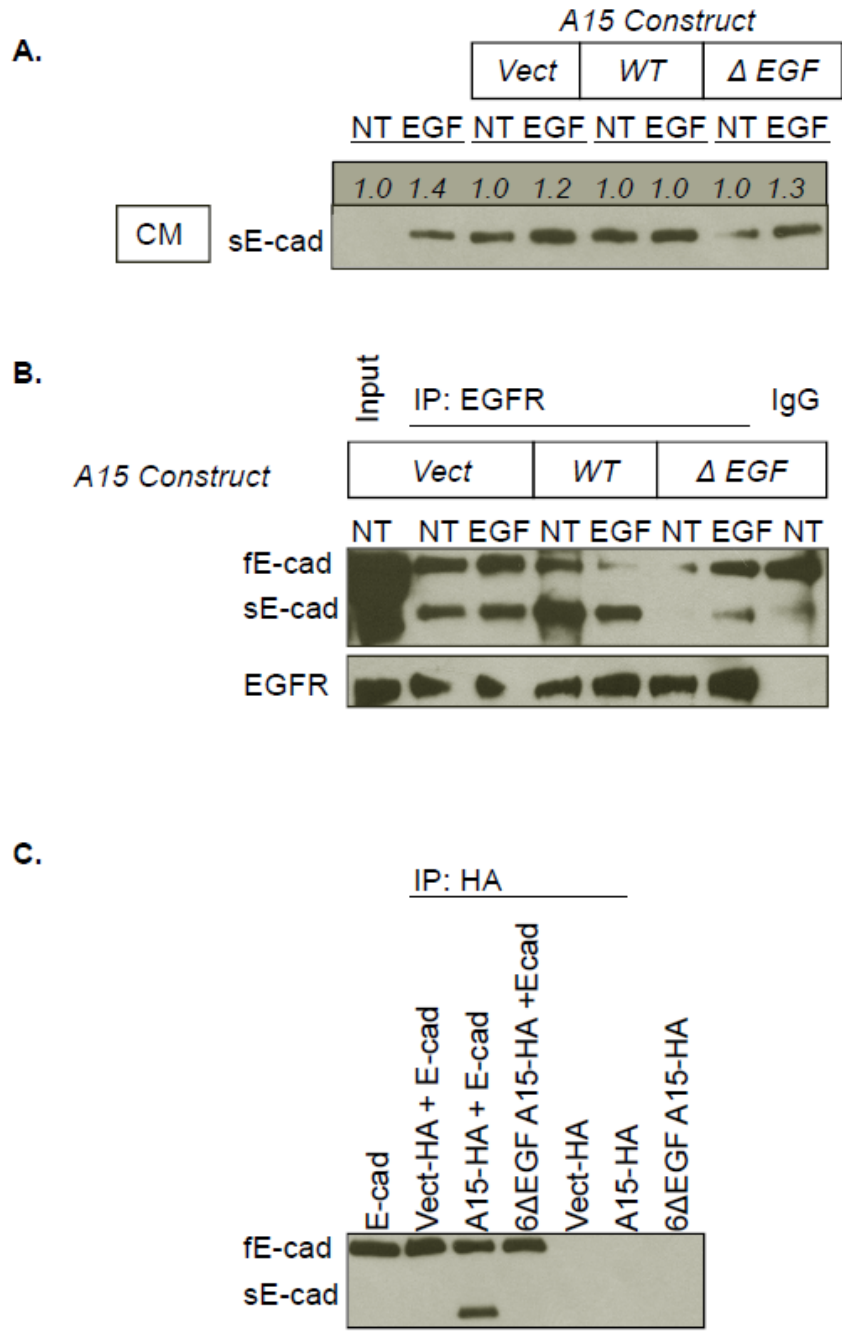 A15 Construct
A.
Vect WT Δ EGF
NT EGF NT EGF NT EGF NT EGF
1.0 1.4 1.0 1.2 1.0 1.0 1.0 1.3
CM sE-cad
B.
Input IP: EGFR IgG
A15 Construct Vect WT Δ EGF
NT NT EGF NT EGF NT EGF NT
fE-cad
sE-cad
EGFR
C.
IP: HA
E-cad
Vect-HA + E-cad
A15-HA + E-cad
6ΔEGF A15-HA +Ecad
Vect-HA
A15-HA
6ΔEGF A15-HA
fE-cad
sE-cad